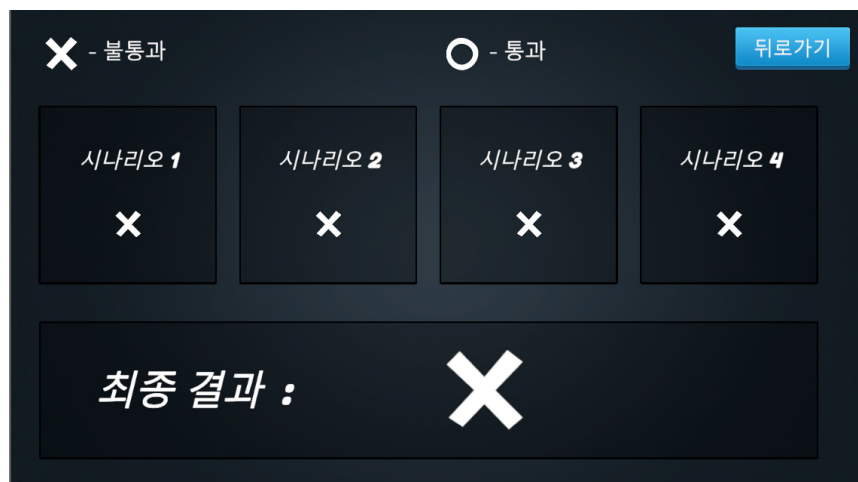 ✕ - 불통과
○ - 통과
뒤로가기
시나리오 1
시나리오 2
시나리오 3
시나리오 4
✕
✕
✕
✕
최종 결과 : ✕